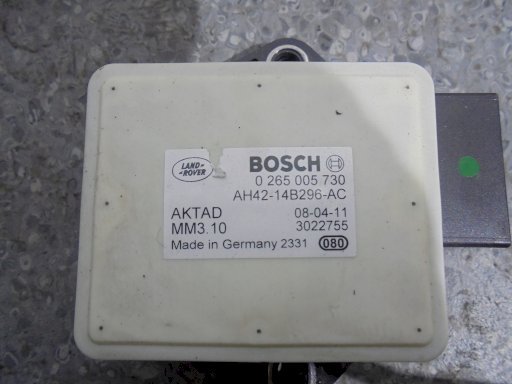 LAND-
ROVER
BOSCH
0 265 005 730
AH42-14B296-AC
AKTAD 08-04-11
MM3.10 3022755
Made in Germany 2331 080